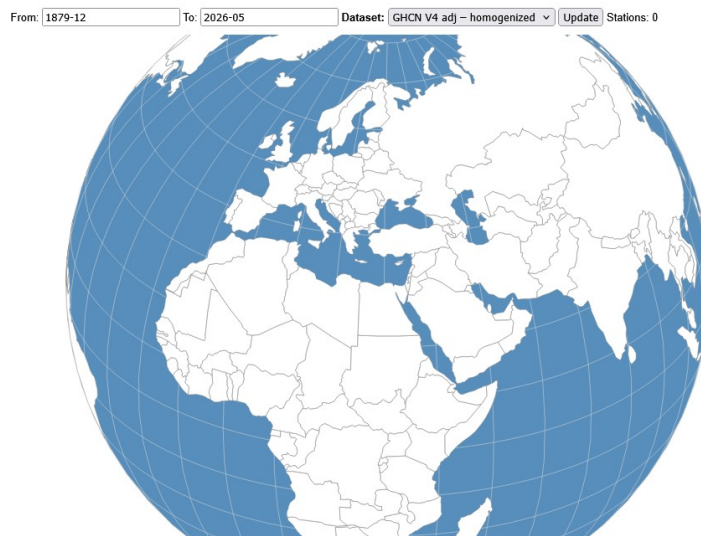 From: 1879-12 To: 2026-05 Dataset: GHCN V4 adj – homogenized Update Stations: 0